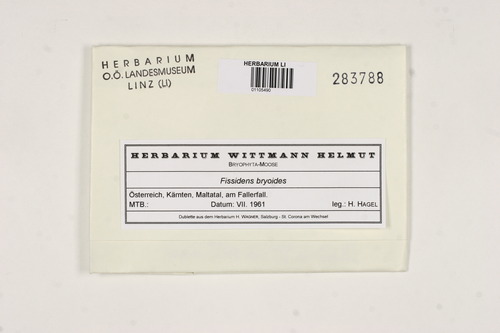 HERBARIUM
O.Ö. LANDESMUSEUM
LINZ (LI)
HERBARIUM LI
01105490
283788
HERBARIUM WITTMANN HELMUT
BRYOPHYTA-MOOSE
Fissidens bryoides
Österreich, Kärnten, Maltatal, am Fallerfall.
MTB.: Datum: VII. 1961 leg.: H. HAGEL
Dublette aus dem Herbarium H. WAGNER, Salzburg - St. Corona am Wechsel